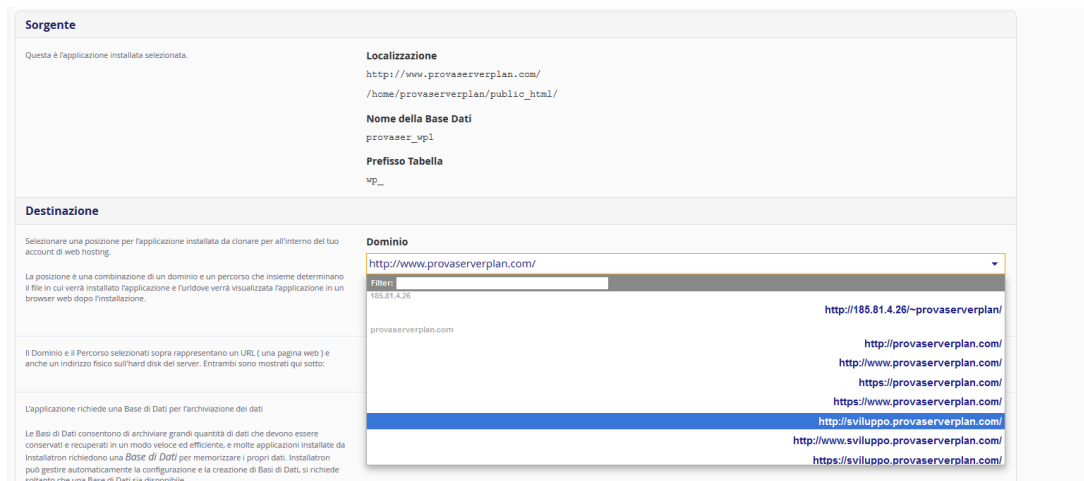 Sorgente
Questa è l'applicazione installata selezionata.
Localizzazione
http://www.provaserverplan.com/
/home/provaserverplan/public_html/
Nome della Base Dati
provaser_wp1
Prefisso Tabella
wp_
Destinazione
Selezionare una posizione per l'applicazione installata da clonare per all'interno del tuo
account di web hosting.
La posizione è una combinazione di un dominio e un percorso che insieme determinano
il file in cui verrà installato l'applicazione e l'urldove verrà visualizzata l'applicazione in un
browser web dopo l'installazione.
Dominio
http://www.provaserverplan.com/
Filter:
185.81.4.26
http://185.81.4.26/~provaserverplan/
provaserverplan.com
http://provaserverplan.com/
http://www.provaserverplan.com/
https://provaserverplan.com/
https://www.provaserverplan.com/
http://sviluppo.provaserverplan.com/
http://www.sviluppo.provaserverplan.com/
https://sviluppo.provaserverplan.com/
Il Dominio e il Percorso selezionati sopra rappresentano un URL ( una pagina web ) e
anche un indirizzo fisico sull'hard disk del server. Entrambi sono mostrati qui sotto:
L'applicazione richiede una Base di Dati per l'archiviazione dei dati
Le Basi di Dati consentono di archiviare grandi quantità di dati che devono essere
conservati e recuperati in un modo veloce ed efficiente, e molte applicazioni installate da
Installatron richiedono una Base di Dati per memorizzare i propri dati. Installatron
può gestire automaticamente la configurazione e la creazione di Basi di Dati, si richiede
soltanto che una Base di Dati sia disponibile.